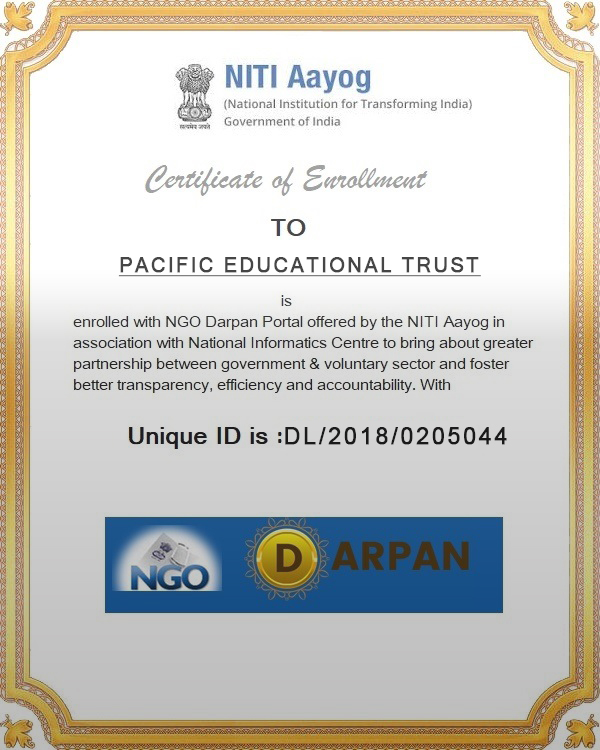 सत्यमेव जयते
NITI Aayog
(National Institution for Transforming India)
Government of India
Certificate of Enrollment
TO
PACIFIC EDUCATIONAL TRUST
is
enrolled with NGO Darpan Portal offered by the NITI Aayog in
association with National Informatics Centre to bring about greater
partnership between government & voluntary sector and foster
better transparency, efficiency and accountability. With
Unique ID is :DL/2018/0205044
NGO DARPAN